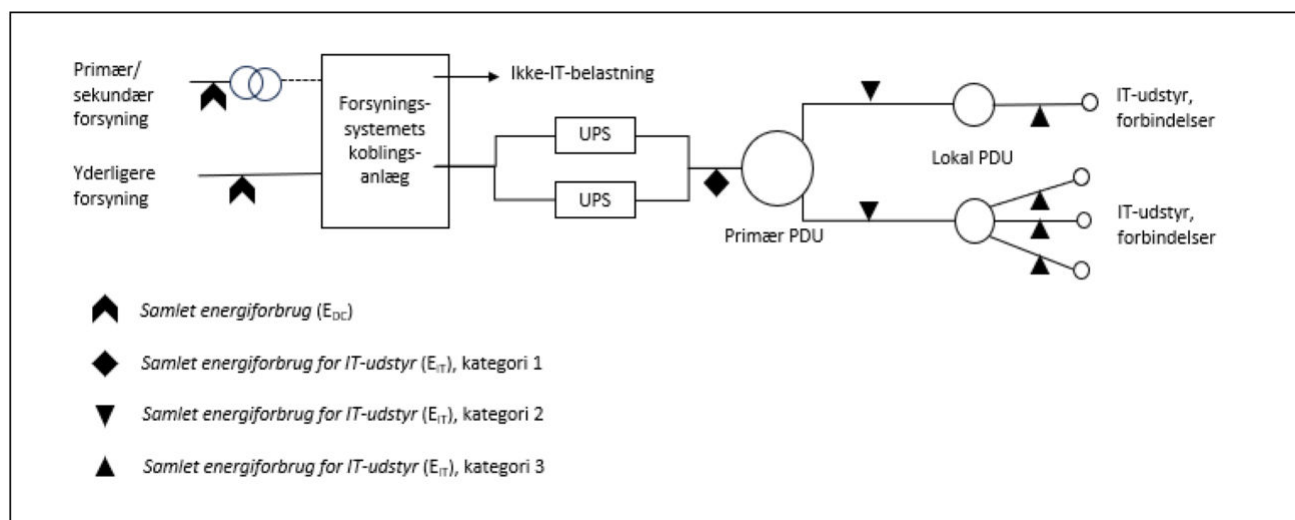 Primær/
sekundær
forsyning
Yderligere
forsyning
Forsynings-
systemets
koblings-
anlæg
Ikke-IT-belastning
UPS
UPS
Primær PDU
Lokal PDU
IT-udstyr,
forbindelser
IT-udstyr,
forbindelser
Samlet energiforbrug (EDC)
Samlet energiforbrug for IT-udstyr (EIT), kategori 1
Samlet energiforbrug for IT-udstyr (EIT), kategori 2
Samlet energiforbrug for IT-udstyr (EIT), kategori 3